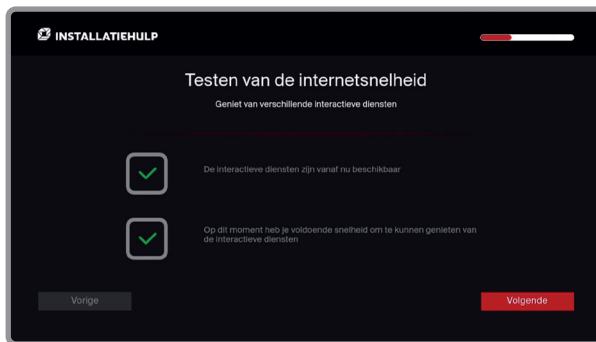 INSTALLATIEHULP
Testen van de internetsnelheid
Geniet van verschillende interactieve diensten
De interactieve diensten zijn vanaf nu beschikbaar
Op dit moment heb je voldoende snelheid om te kunnen genieten van
de interactieve diensten
Vorige
Volgende